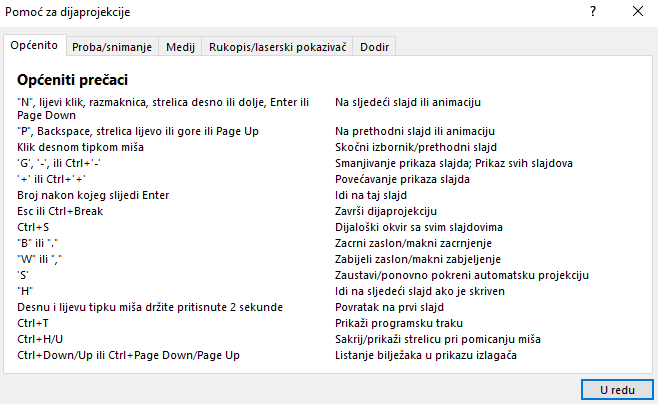 Pomoć za dijaprojekcije
Općenito Proba/snimanje Medij Rukopis/laserski pokazivač Dodir
Općeniti prečaci
"N", lijevi klik, razmaknica, strelica desno ili dolje, Enter ili Na sljedeći slajd ili animaciju
Page Down
"P", Backspace, strelica lijevo ili gore ili Page Up Na prethodni slajd ili animaciju
Klik desnom tipkom miša Skočni izbornik/prethodni slajd
'G', '-', ili Ctrl+'-' Smanjivanje prikaza slajda; Prikaz svih slajdova
'+' ili Ctrl+'+' Povećavanje prikaza slajda
Broj nakon kojeg slijedi Enter Idi na taj slajd
Esc ili Ctrl+Break Završi dijaprojekciju
Ctrl+S Dijaloški okvir sa svim slajdovima
"B" ili "." Zacrni zaslon/makni zacrnjenje
"W" ili "," Zabijeli zaslon/makni zabjeljenje
'S' Zaustavi/ponovno pokreni automatsku projekciju
"H" Idi na sljedeći slajd ako je skriven
Desnu i lijevu tipku miša držite pritisnute 2 sekunde Povratak na prvi slajd
Ctrl+T Prikaži programsku traku
Ctrl+H/U Sakrij/prikaži strelicu pri pomicanju miša
Ctrl+Down/Up ili Ctrl+Page Down/Page Up Listanje bilježaka u prikazu izlagača
U redu